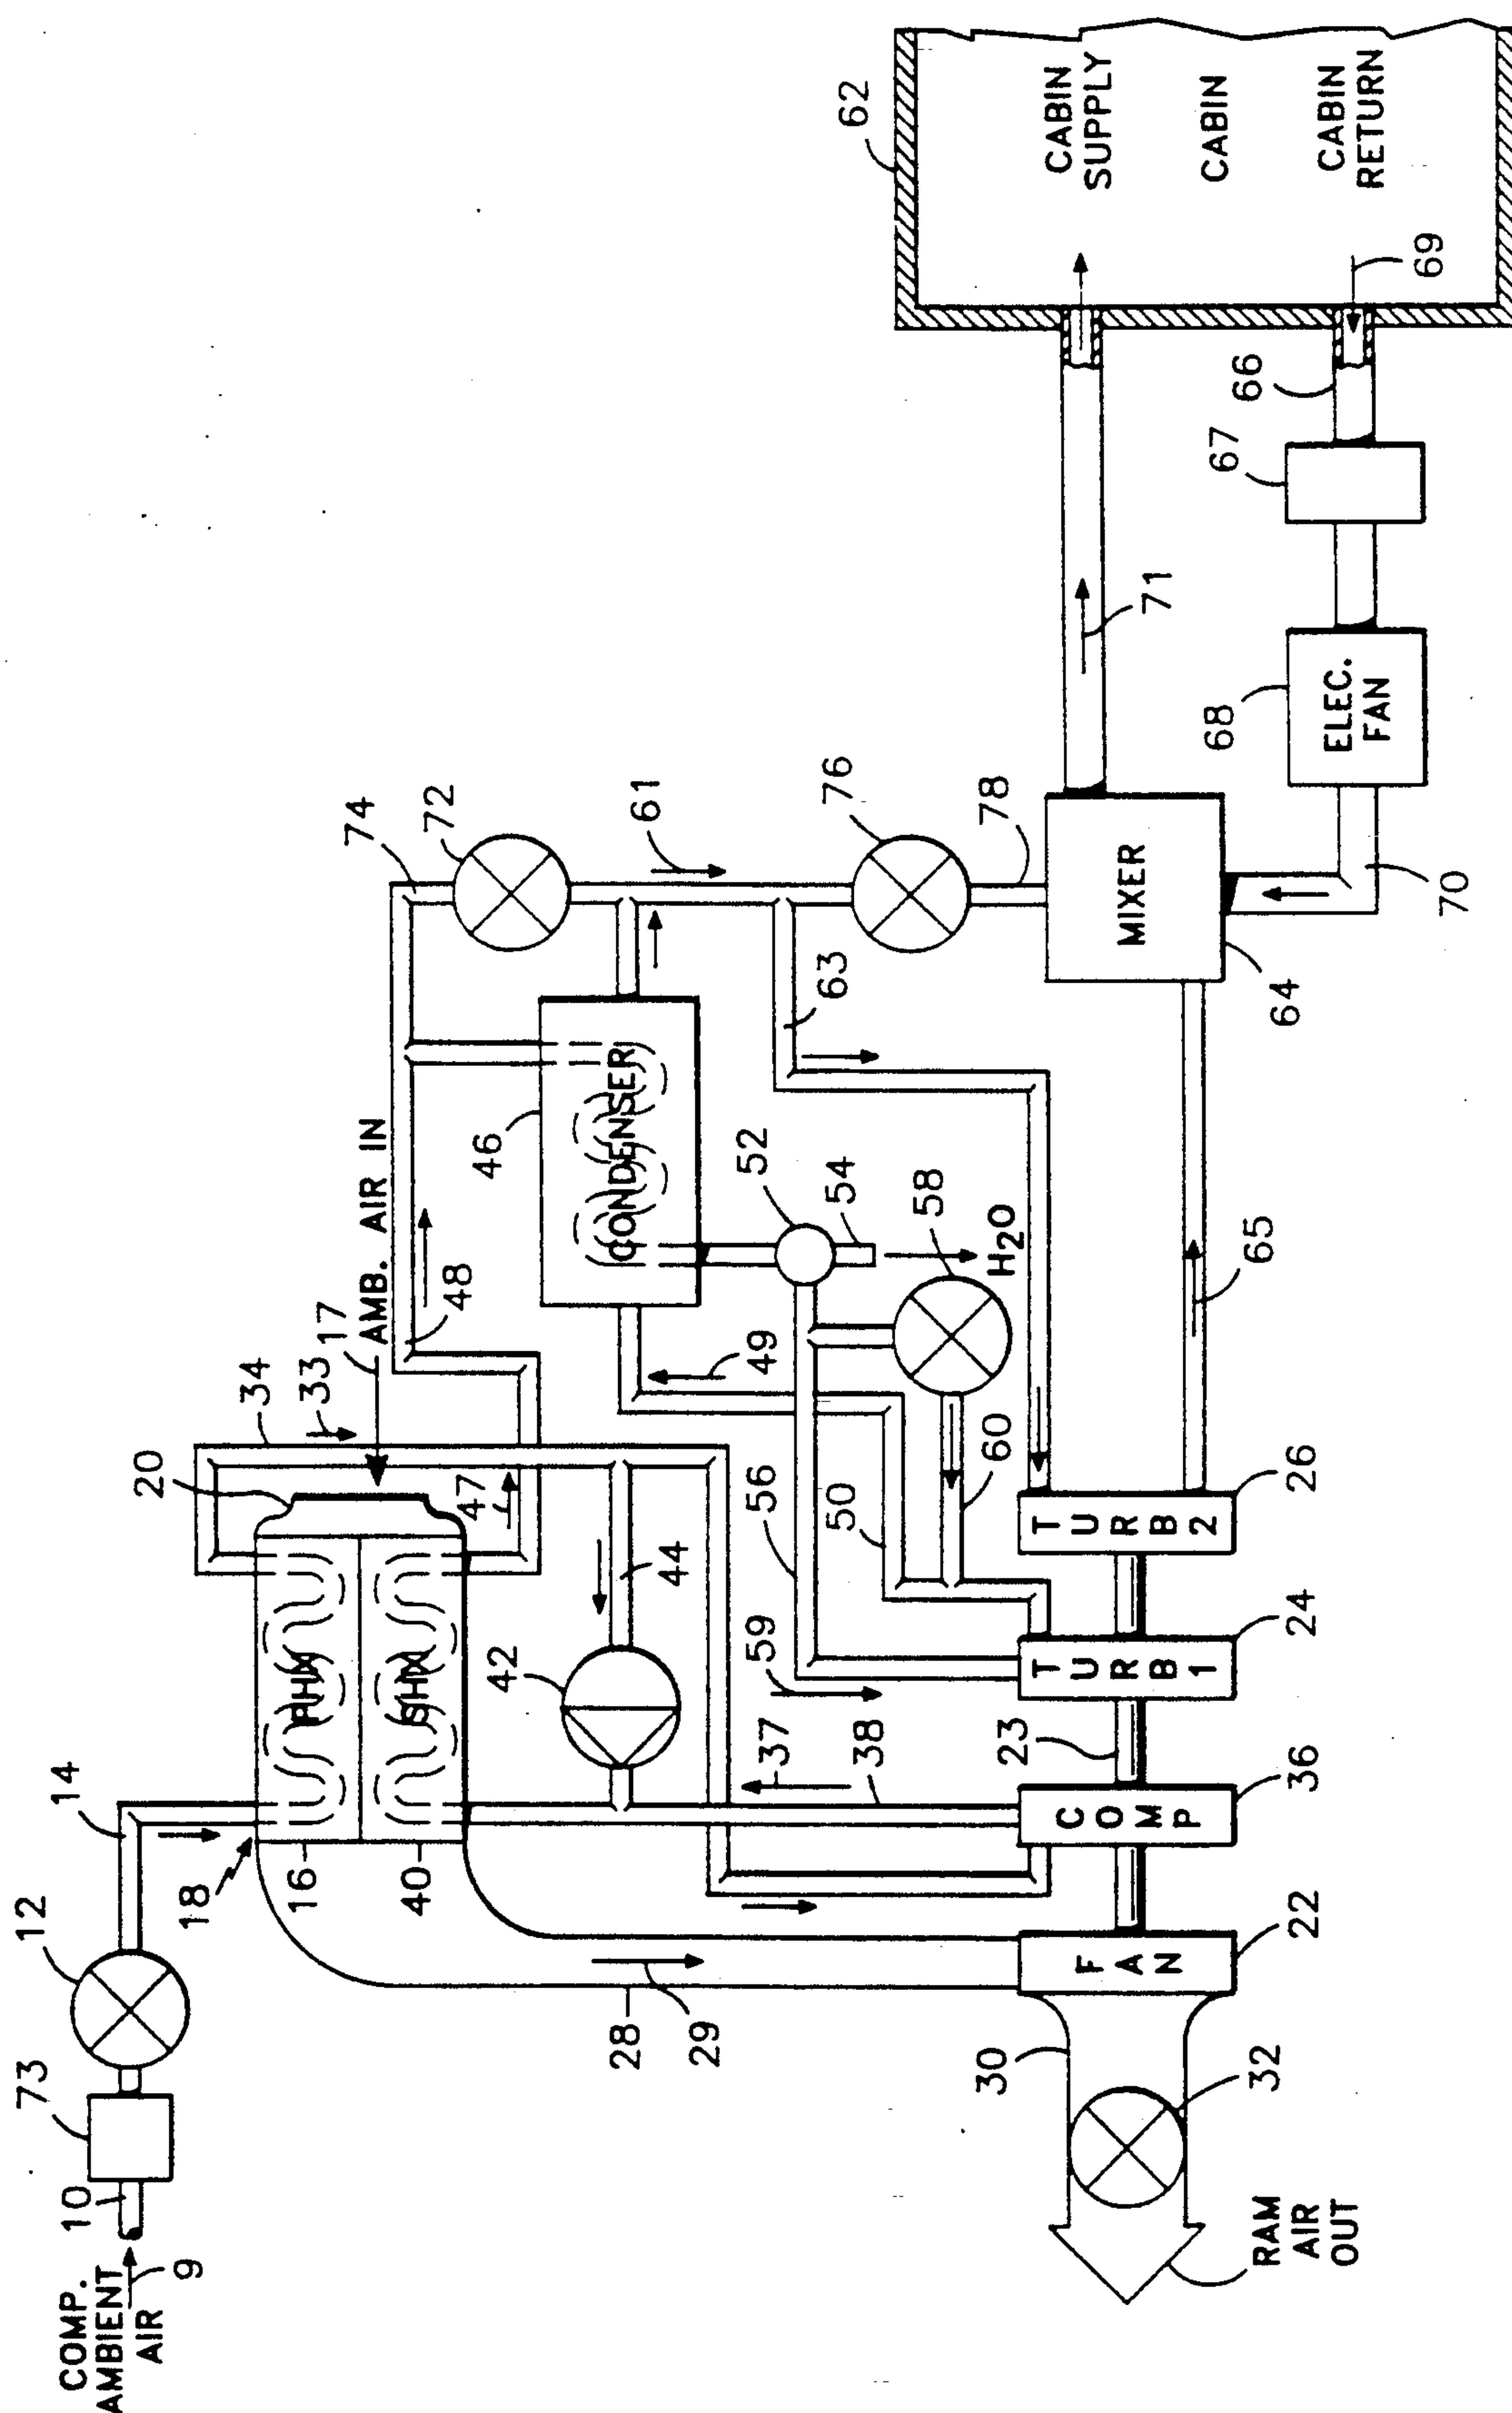 COMP.
AMBIENT
AIR
9
10
73
12
14
18
16
PHX
20
34
33
17
AMB. AIR IN
40
SHX
47
48
74
72
42
44
46
CONDENSER
61
28
29
59
37
38
56
50
49
52
54
H2O
58
60
63
76
78
62
30
32
RAM
AIR
OUT
FAN
22
COMP
36
23
TURB 1
24
TURB 2
26
65
MIXER
64
71
70
ELEC.
FAN
68
67
66
69
CABIN
SUPPLY
CABIN
CABIN
RETURN